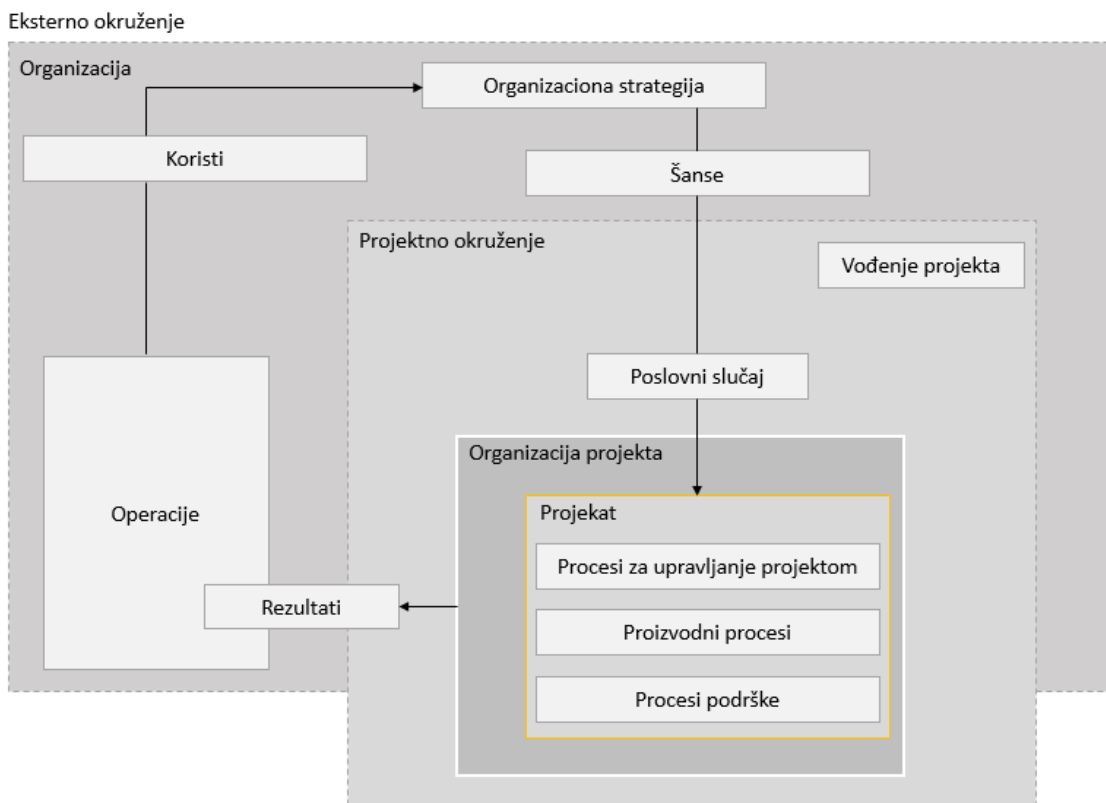 Eksterno okruženje
Organizacija
Organizaciona strategija
Koristi
Šanse
Projektno okruženje
Vođenje projekta
Poslovni slučaj
Organizacija projekta
Operacije
Projekat
Procesi za upravljanje projektom
Rezultati
Proizvodni procesi
Procesi podrške